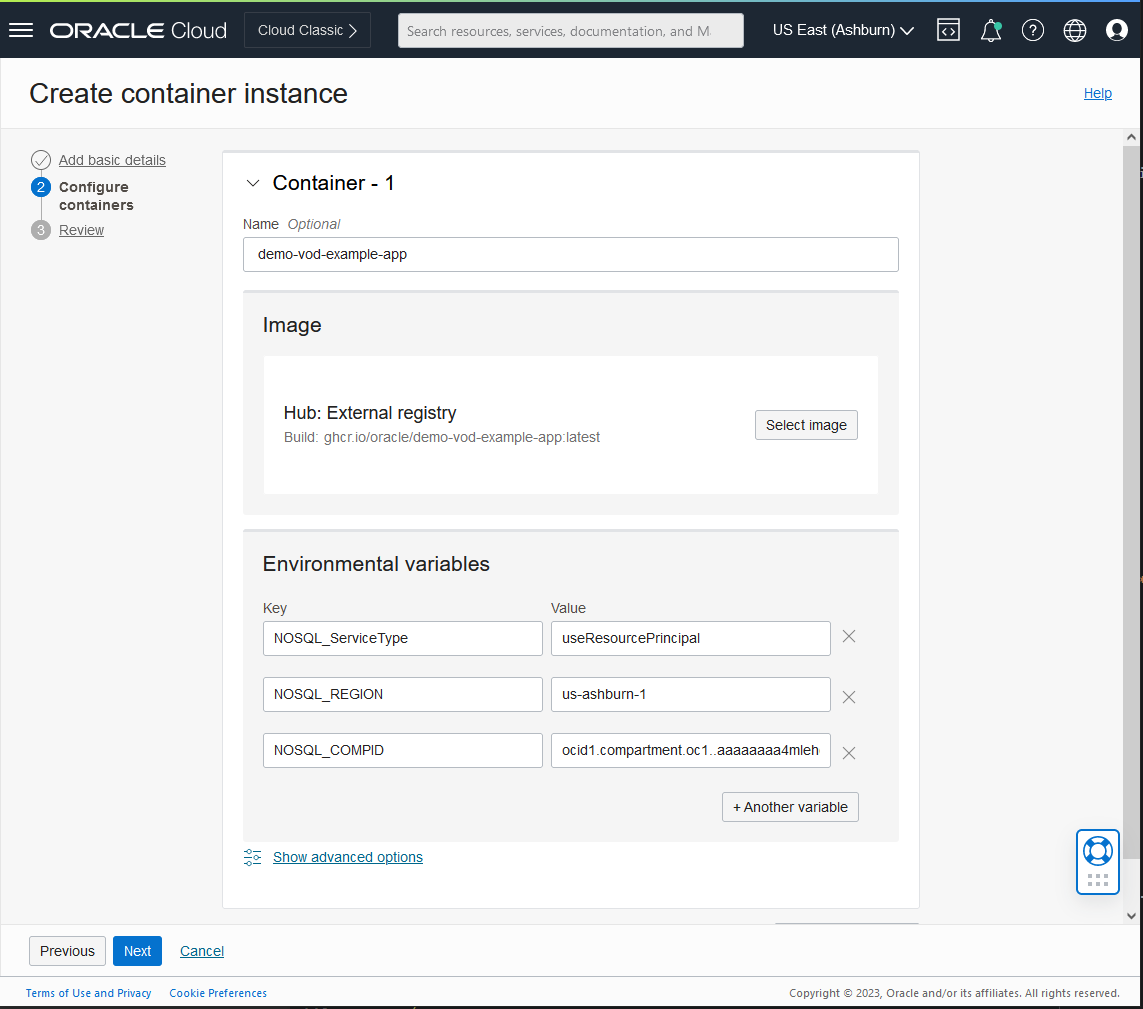 ORACLE Cloud
Cloud Classic
Search resources, services, documentation, and M
US East (Ashburn)
Create container instance
Help
Add basic details
2
Configure
containers
3
Review
Container - 1
Name Optional
demo-vod-example-app
Image
Hub: External registry
Build: ghcr.io/oracle/demo-vod-example-app:latest
Select image
Environmental variables
Key Value
NOSQL_ServiceType useResourcePrincipal
NOSQL_REGION us-ashburn-1
NOSQL_COMPID ocid1.compartment.oc1..aaaaaaaa4mleh
+ Another variable
Show advanced options
Previous Next Cancel
Terms of Use and Privacy Cookie Preferences
Copyright © 2023, Oracle and/or its affiliates. All rights reserved.